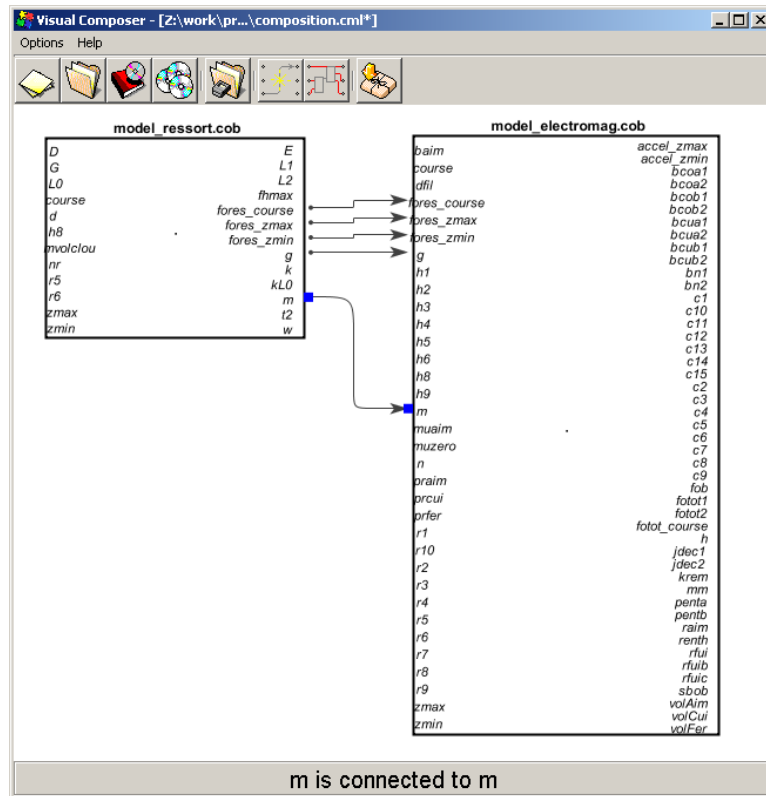 Visual Composer - [Z:\work\pr...\composition.cml*]
Options Help
model_ressort.cob
D
G
L0
course
d
h8
mvolclou
nr
r5
r6
zmax
zmin
E
L1
L2
fhmax
fores_course
fores_zmax
fores_zmin
g
k
kL0
m
t2
w
model_electromag.cob
baim
course
dfil
fores_course
fores_zmax
fores_zmin
g
h1
h2
h3
h4
h5
h6
h8
h9
m
muaim
muzero
n
praim
prcui
prfer
r1
r10
r2
r3
r4
r5
r6
r7
r8
r9
zmax
zmin
accel_zmax
accel_zmin
bcoa1
bcoa2
bcob1
bcob2
bcua1
bcua2
bcub1
bcub2
bn1
bn2
c1
c10
c11
c12
c13
c14
c15
c2
c3
c4
c5
c6
c7
c8
c9
fob
fotot1
fotot2
fotot_course
h
jdec1
jdec2
krem
mm
penta
pentb
raim
renth
rfui
rfuib
rfuic
sbob
volAim
volCui
volFer
m is connected to m